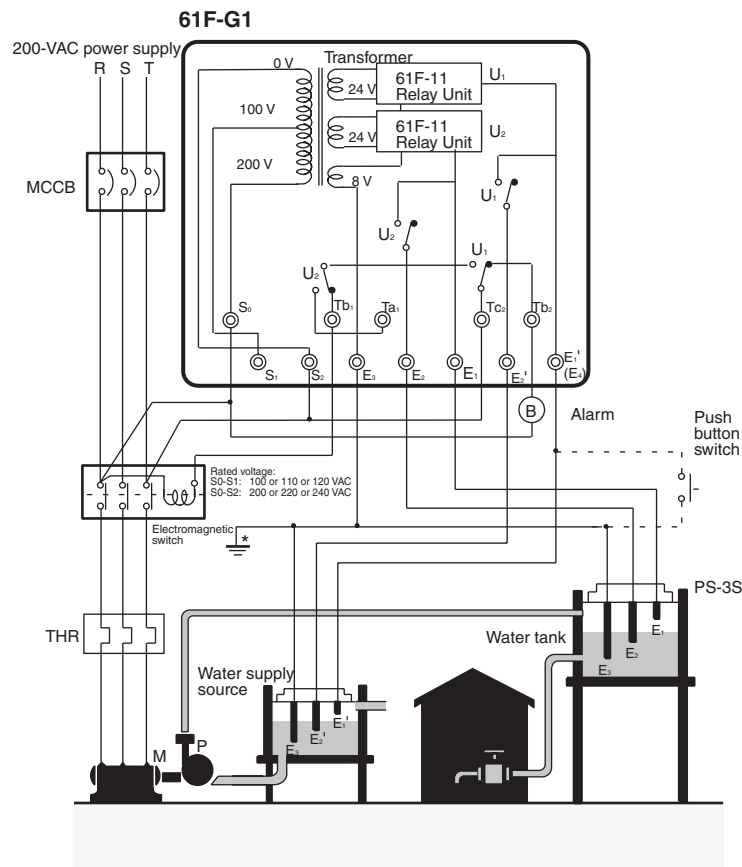 61F-G1
200-VAC power supply
R S T
MCCB
Transformer
0 V
100 V
200 V
24 V
24 V
8 V
61F-11
Relay Unit
U1
61F-11
Relay Unit
U2
U1
U2
U2
U1
S0
Tb1
Ta1
Tc2
Tb2
S1
S2
E3
E2
E1
E2'
E1'
(E4)
B
Alarm
Push
button
switch
Rated voltage:
S0-S1: 100 or 110 or 120 VAC
S0-S2: 200 or 220 or 240 VAC
Electromagnetic
switch
*
PS-3S
THR
Water tank
E1
E2
E3
Water supply
source
E1'
E2'
E3
M
P